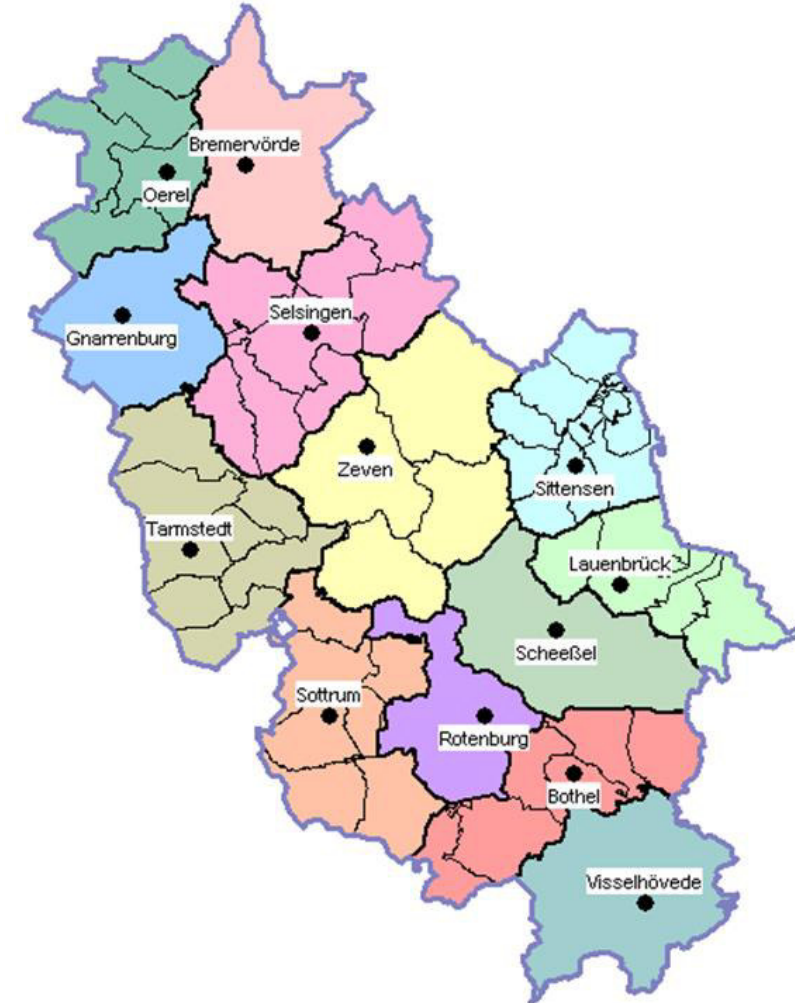 Bremervörde
Oerel
Selsingen
Gnarrenburg
Zeven
Sittensen
Tarmstedt
Lauenbrück
Scheeßel
Sottrum
Rotenburg
Bothel
Visselhövede